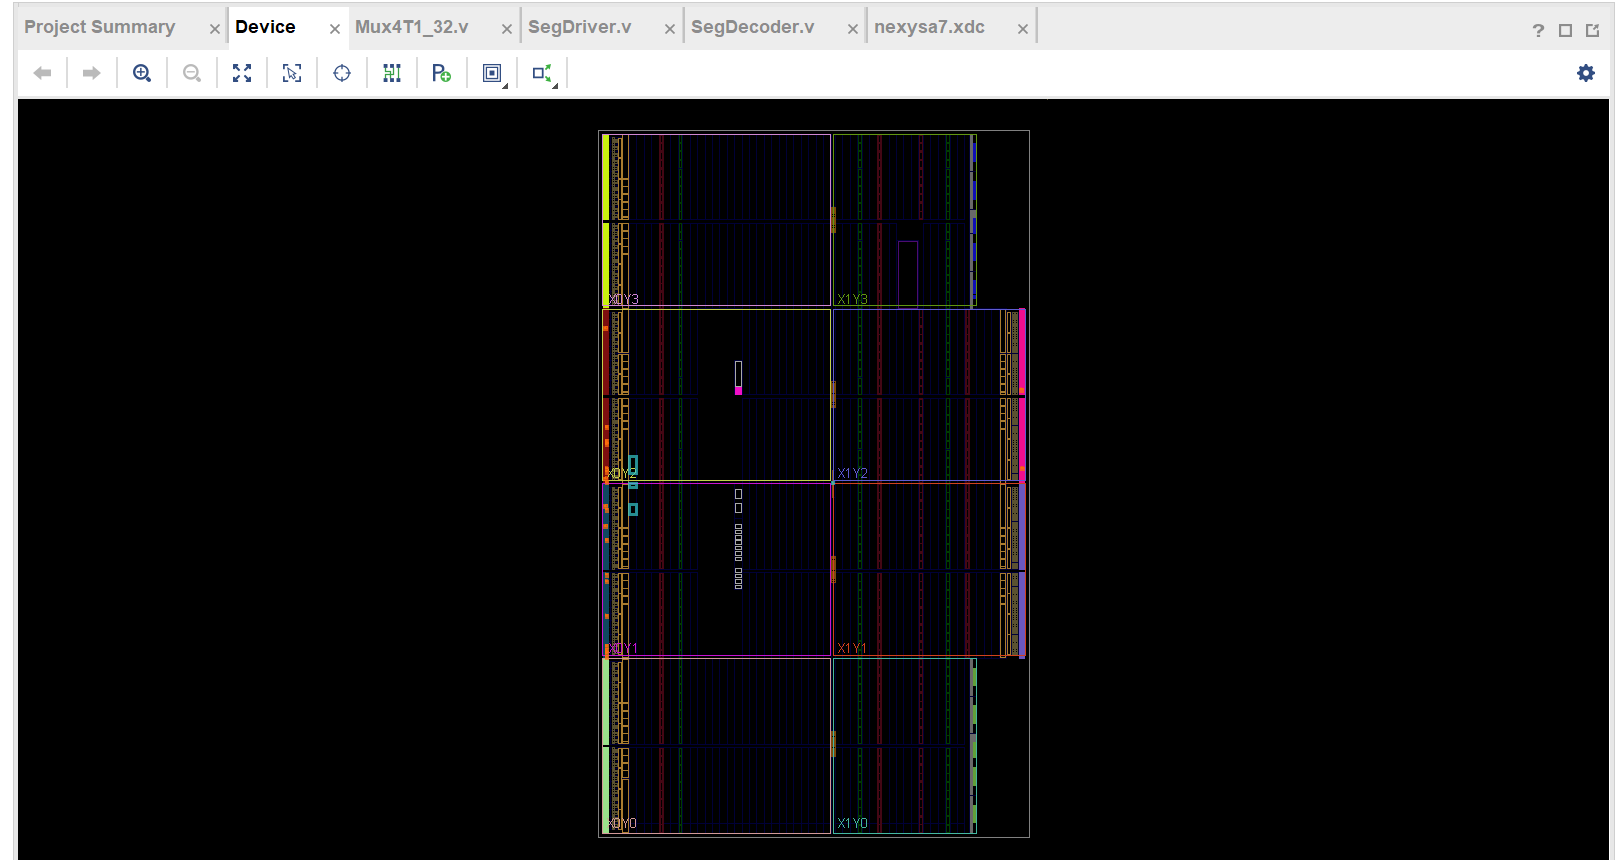 Project Summary Device Mux4T1_32.v SegDriver.v SegDecoder.v nexysa7.xdc
X0Y3 X1Y3
X0Y2 X1Y2
X0Y1 X1Y1
X0Y0 X1Y0